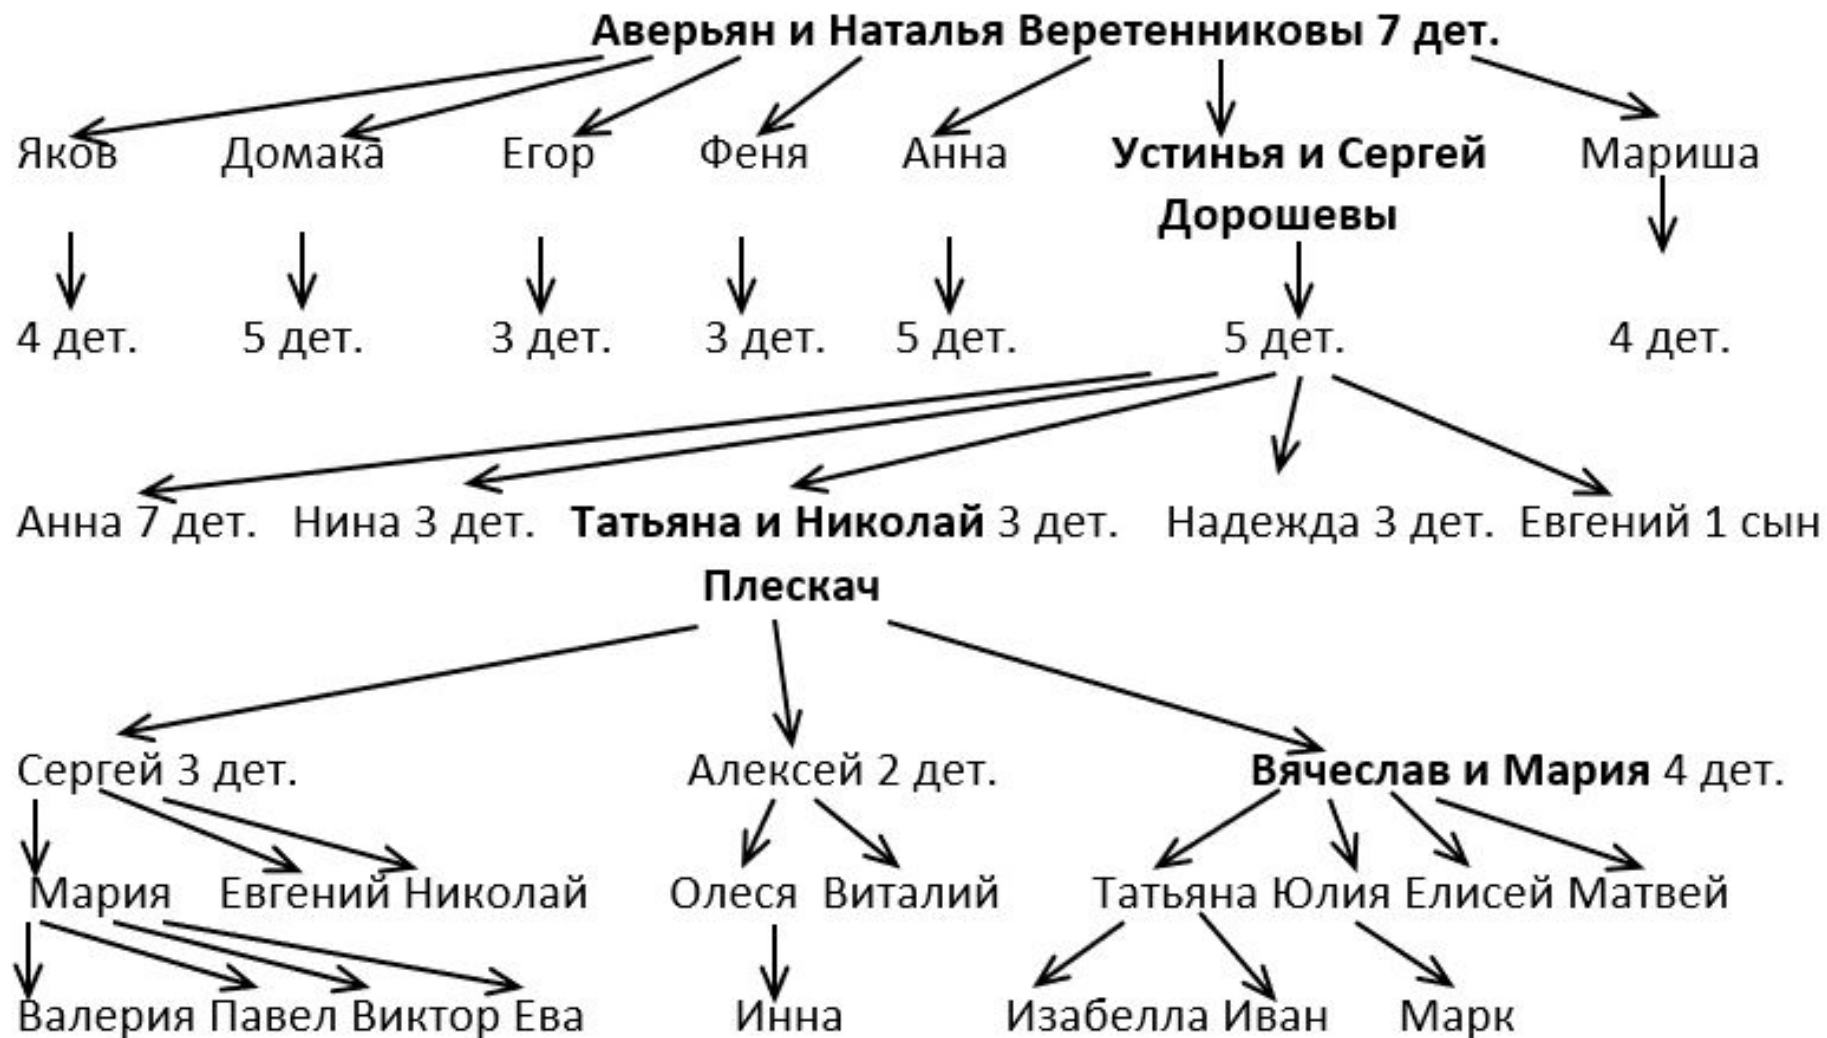 Аверьян и Наталья Веретенниковы 7 дет.
Яков Домака Егор Феня Анна Устинья и Сергей Мариша
Дорошевы
4 дет. 5 дет. 3 дет. 3 дет. 5 дет. 5 дет. 4 дет.
Анна 7 дет. Нина 3 дет. Татьяна и Николай 3 дет. Надежда 3 дет. Евгений 1 сын
Плескач
Сергей 3 дет. Алексей 2 дет. Вячеслав и Мария 4 дет.
Мария Евгений Николай Олеся Виталий Татьяна Юлия Елисей Матвей
Валерия Павел Виктор Ева Инна Изабелла Иван Марк